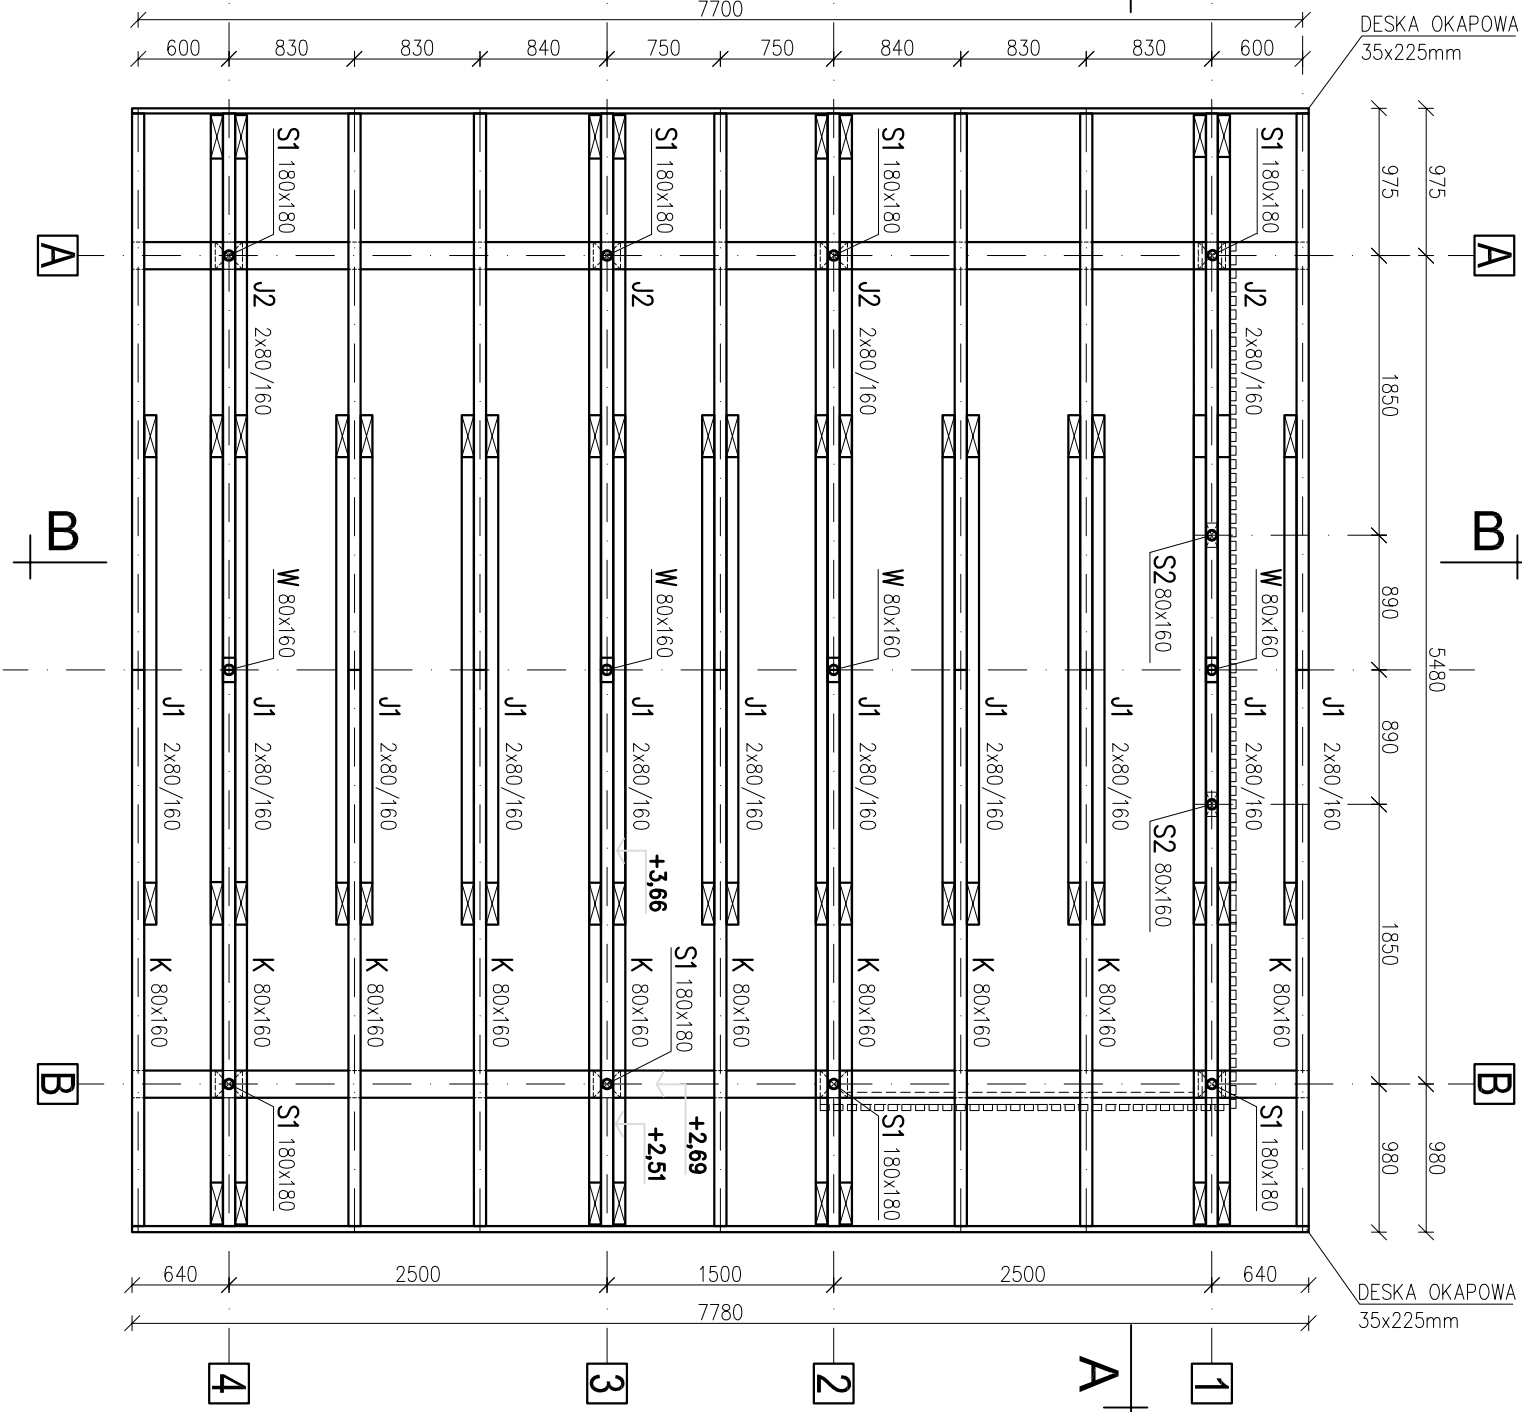 7700
600 830 830 840 750 750 840 830 830 600
DESKA OKAPOWA
35x225mm
S1 180x180
S1 180x180
S1 180x180
S1 180x180
975
975
A
A
J2 2x80/160
J2
J2 2x80/160
J2 2x80/160
1850
B
B
W 80x160
W 80x160
W 80x160
S2 80x160
W 80x160
890
5480
890
J1 2x80/160
J1 2x80/160
J1 2x80/160
J1 2x80/160
J1 2x80/160
J1 2x80/160
J1 2x80/160
J1 2x80/160
J1 2x80/160
J1 2x80/160
J1 2x80/160
S2 80x160
+3,66
1850
K 80x160
K 80x160
K 80x160
K 80x160
K 80x160
S1 180x180
K 80x160
K 80x160
K 80x160
K 80x160
K 80x160
B
B
S1 180x180
+2,51
+2,69
S1 180x180
S1 180x180
980
980
640 2500 1500 2500 640
7780
DESKA OKAPOWA
35x225mm
4
3
2
A
1